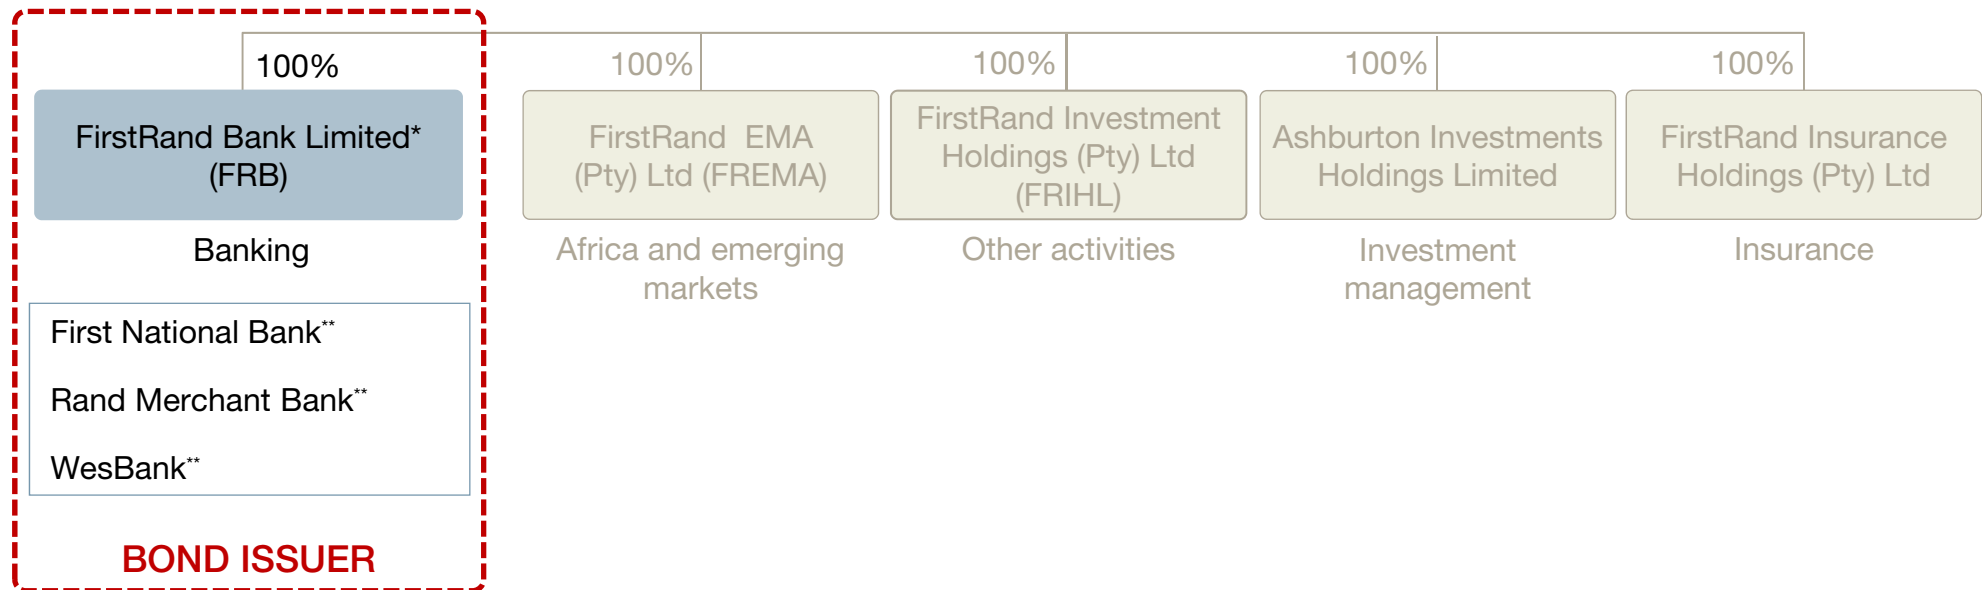 100%
100%
100%
100%
100%
FirstRand Bank Limited*
(FRB)
FirstRand EMA
(Pty) Ltd (FREMA)
FirstRand Investment
Holdings (Pty) Ltd
(FRIHL)
Ashburton Investments
Holdings Limited
FirstRand Insurance
Holdings (Pty) Ltd
Banking
Africa and emerging
markets
Other activities
Investment
management
Insurance
First National Bank**
Rand Merchant Bank**
WesBank**
BOND ISSUER